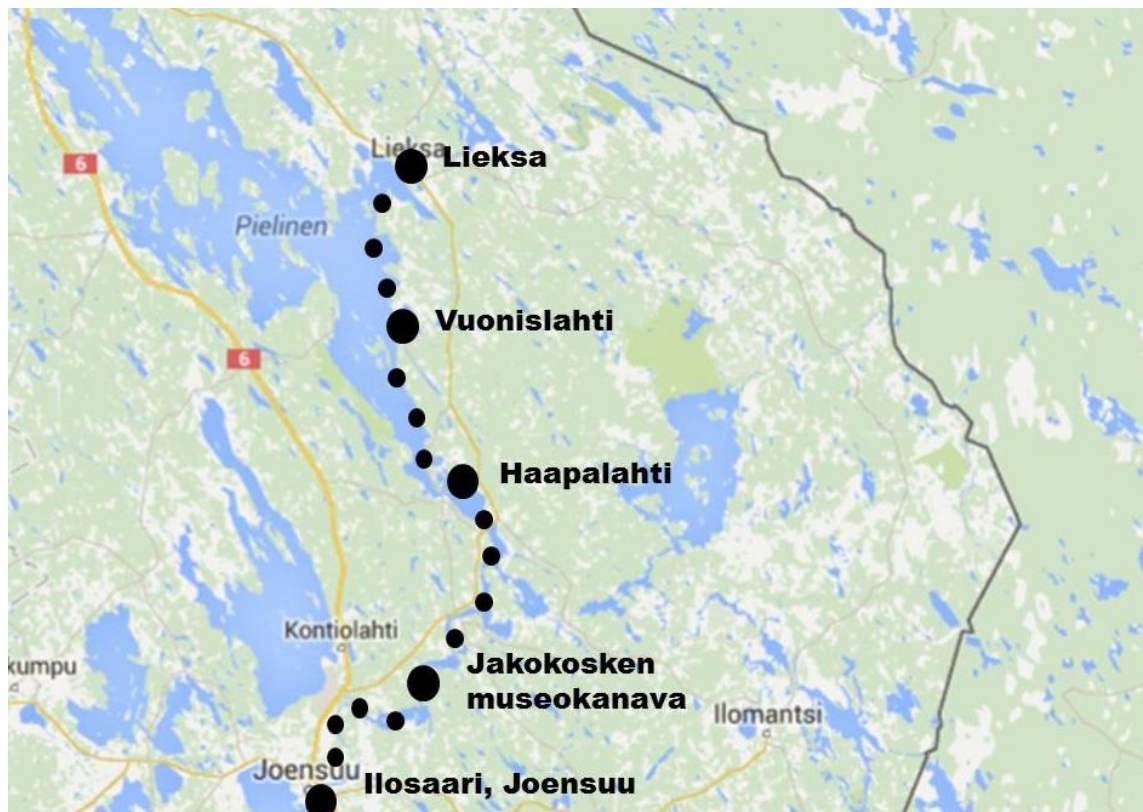 Lieksa
Lieksa
6
Pielinen
Vuonislahti
6
Haapalahti
Kontiolahti
Jakokosken
museokanava
kumpu
Ilomantsi
Joensuu
Ilosaari, Joensuu